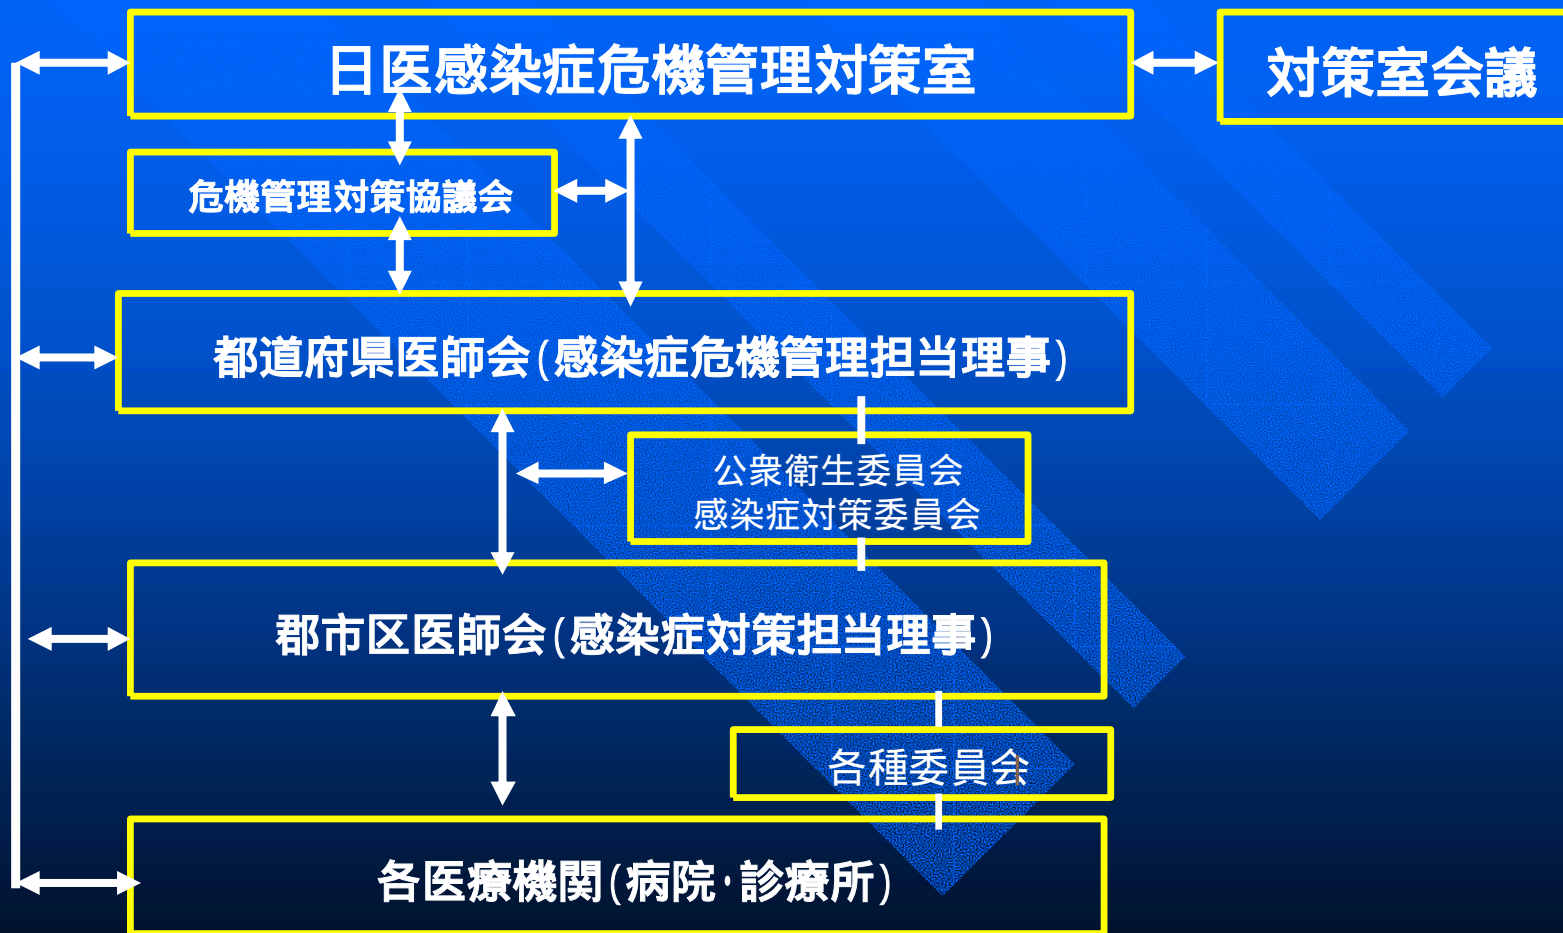 日医感染症危機管理対策室
対策室会議
危機管理対策協議会
都道府県医師会(感染症危機管理担当理事)
公衆衛生委員会
感染症対策委員会
郡市区医師会(感染症対策担当理事)
各種委員会
各医療機関(病院･診療所)